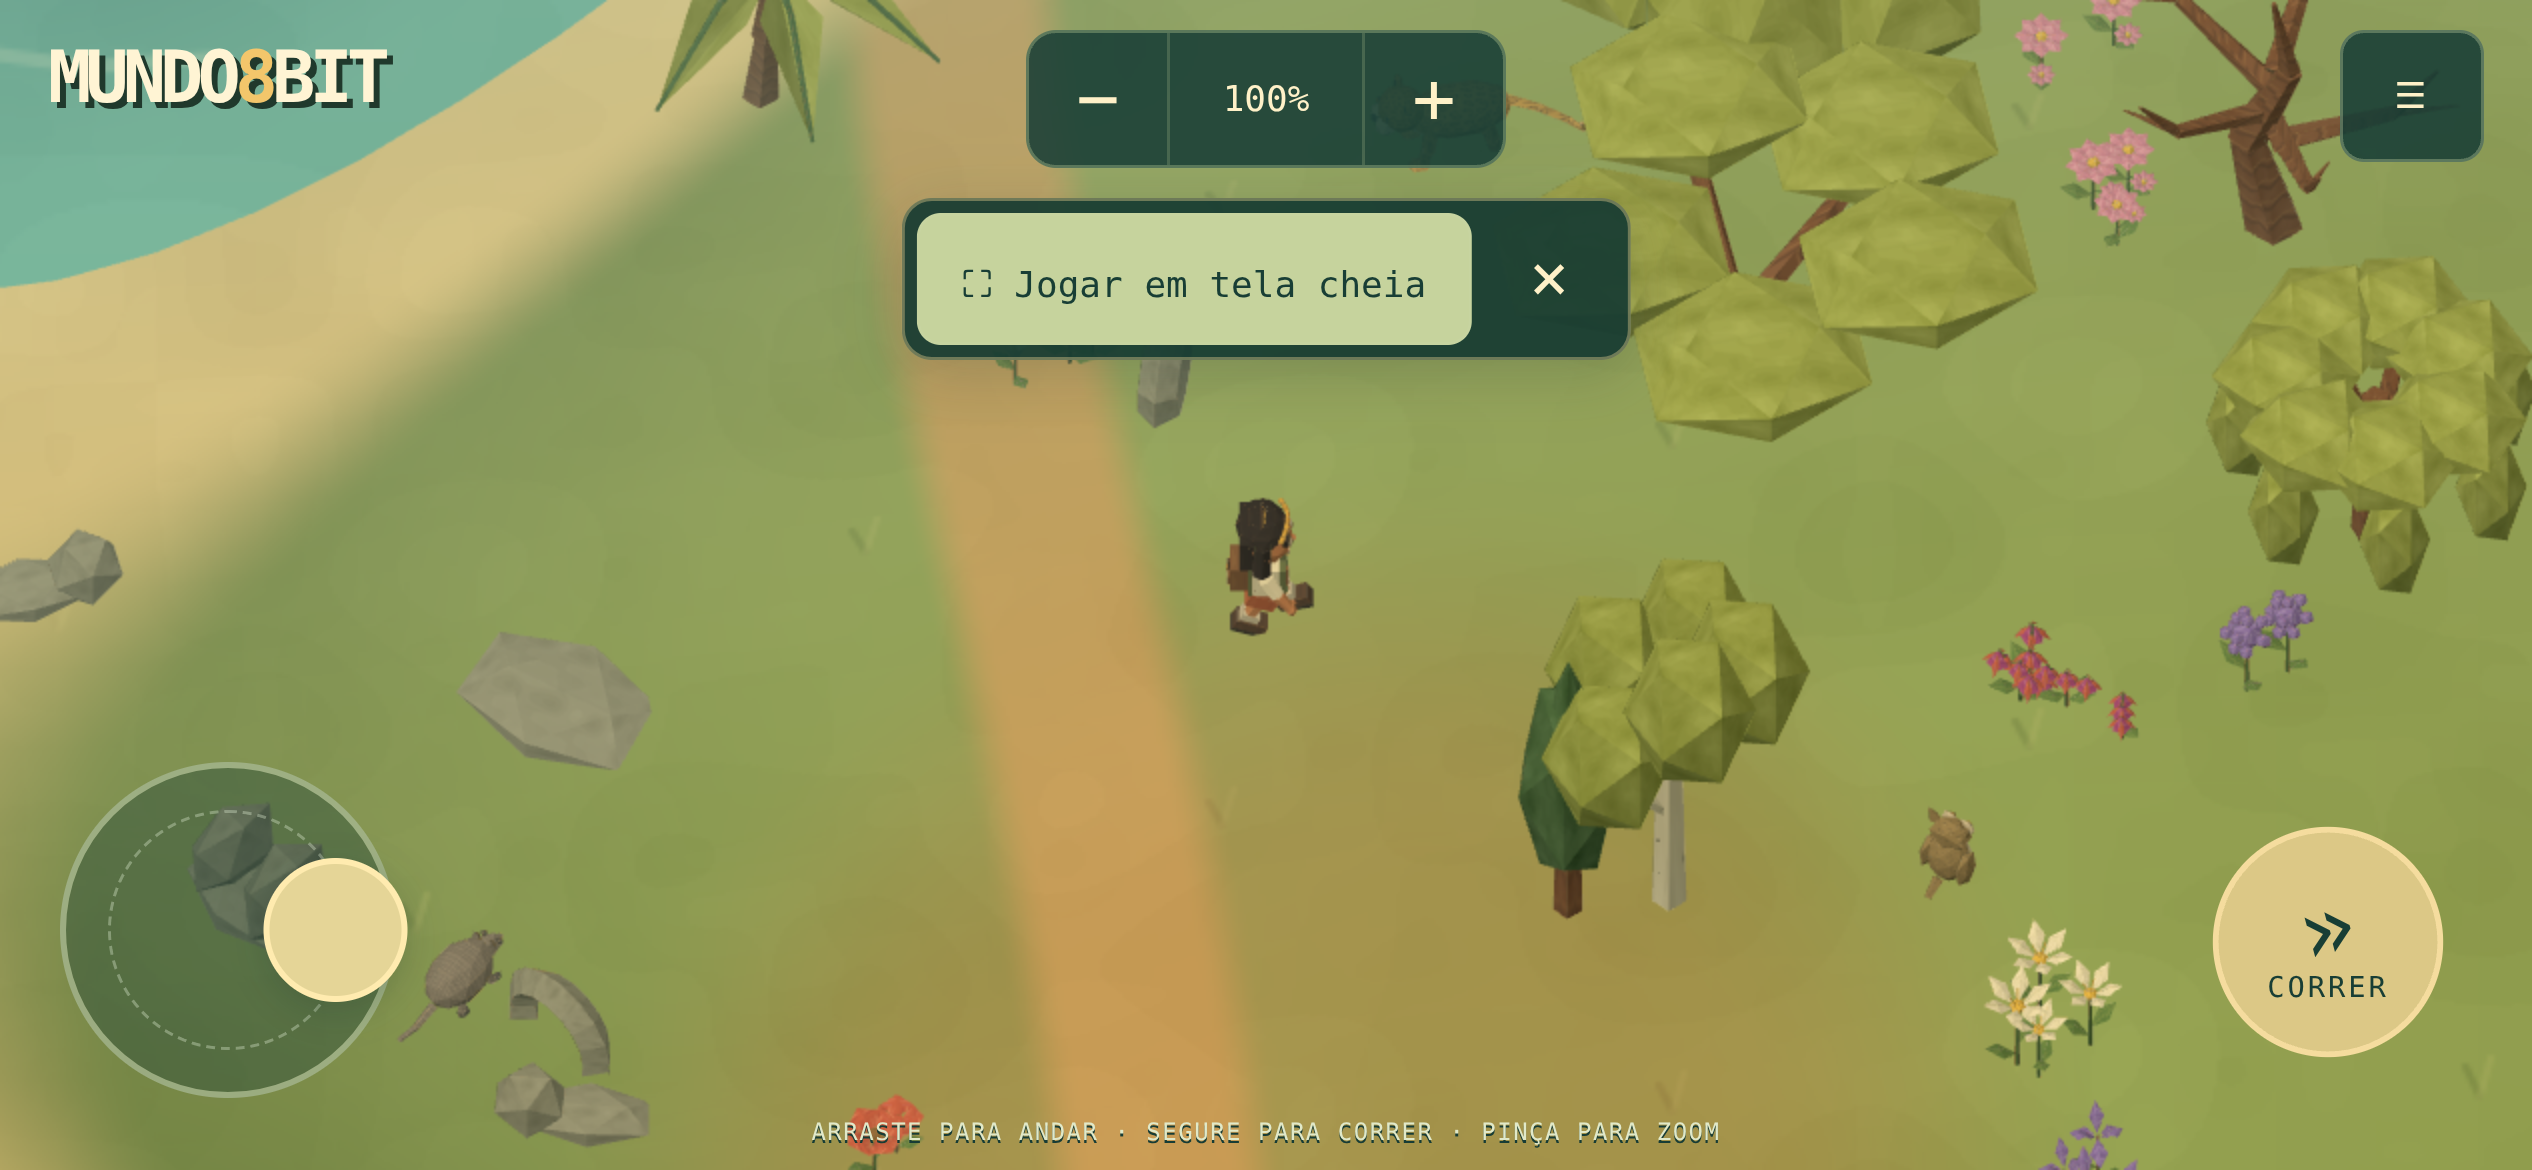 MUNDO8BIT
100%
Jogar em tela cheia
CORRER
ARRASTE PARA ANDAR · SEGURE PARA CORRER · PINÇA PARA ZOOM